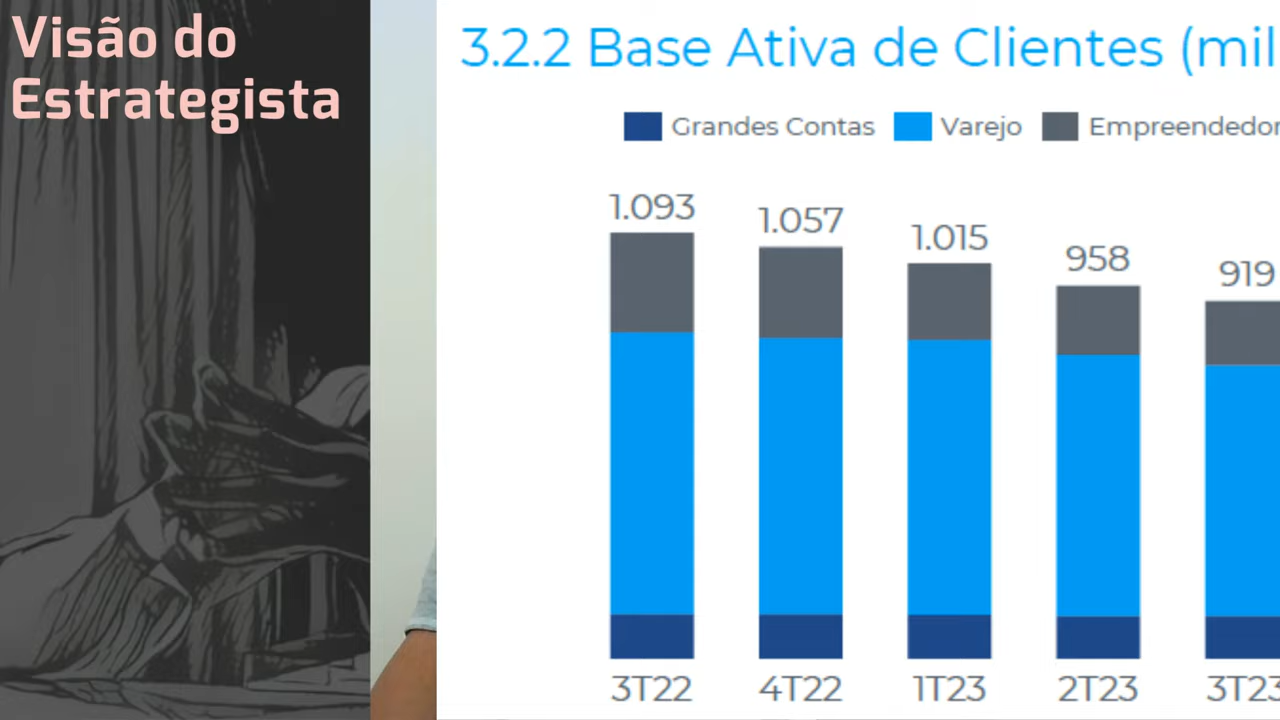 Visão do
Estrategista
3.2.2 Base Ativa de Clientes (mil
Grandes Contas Varejo Empreendedor
1.093 1.057 1.015 958 919
3T22 4T22 1T23 2T23 3T23